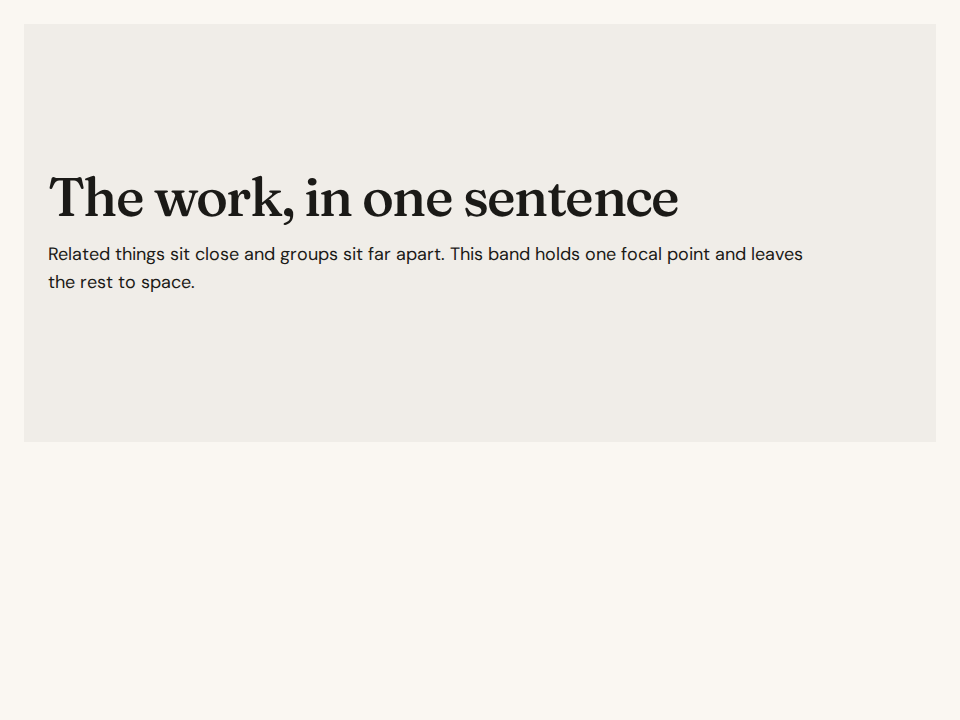 The work, in one sentence
Related things sit close and groups sit far apart. This band holds one focal point and leaves
the rest to space.